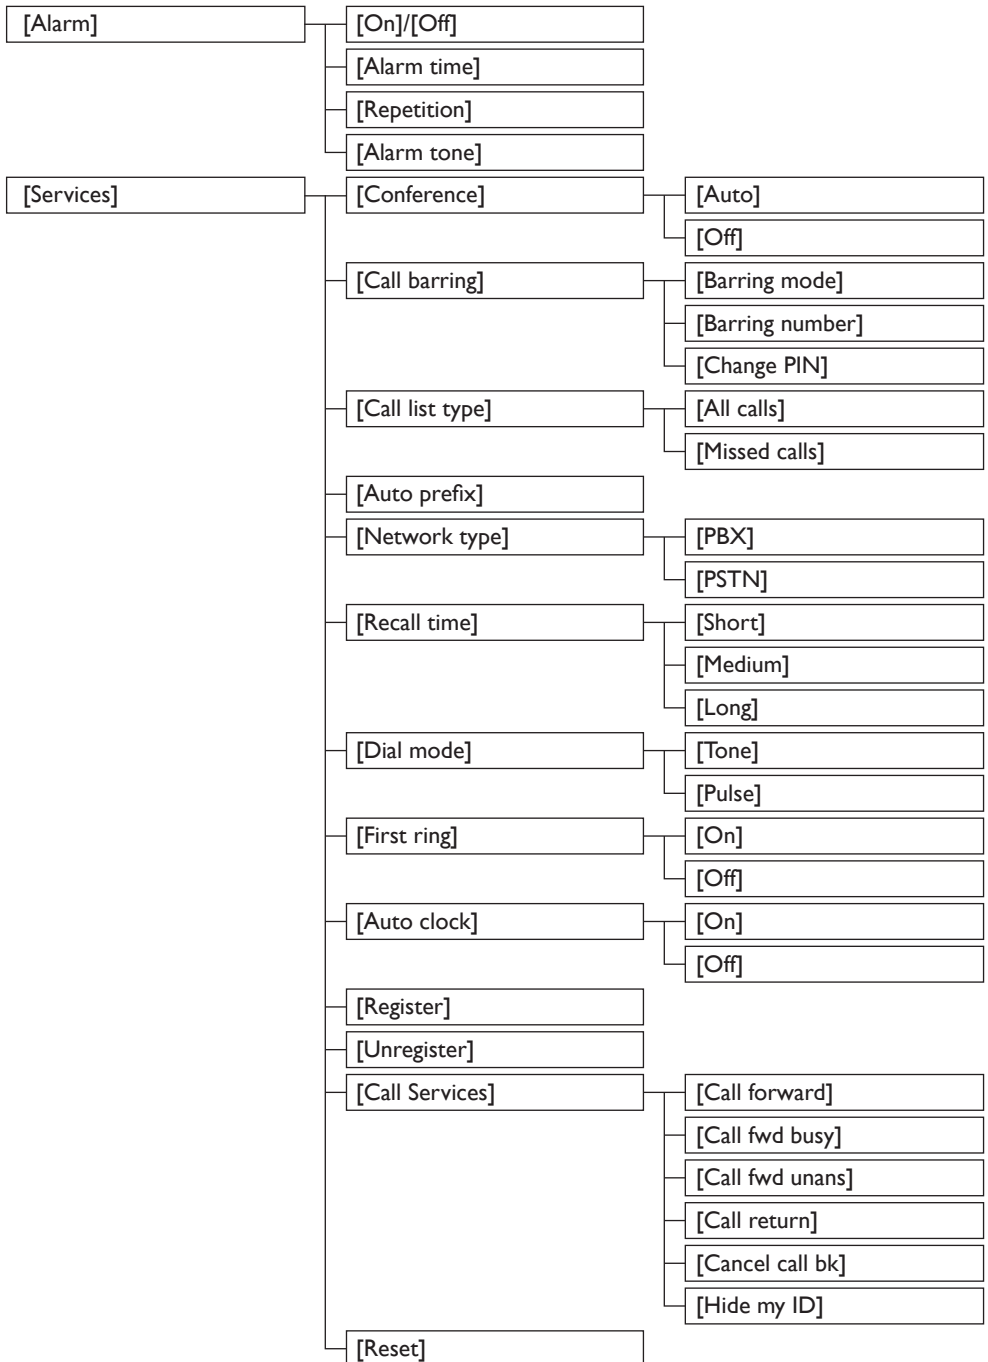 [Alarm] [On]/[Off]
[Alarm time]
[Repetition]
[Alarm tone]
[Services] [Conference] [Auto]
[Off]
[Call barring] [Barring mode]
[Barring number]
[Change PIN]
[Call list type] [All calls]
[Missed calls]
[Auto prefix]
[Network type] [PBX]
[PSTN]
[Recall time] [Short]
[Medium]
[Long]
[Dial mode] [Tone]
[Pulse]
[First ring] [On]
[Off]
[Auto clock] [On]
[Off]
[Register]
[Unregister]
[Call Services] [Call forward]
[Call fwd busy]
[Call fwd unans]
[Call return]
[Cancel call bk]
[Hide my ID]
[Reset]